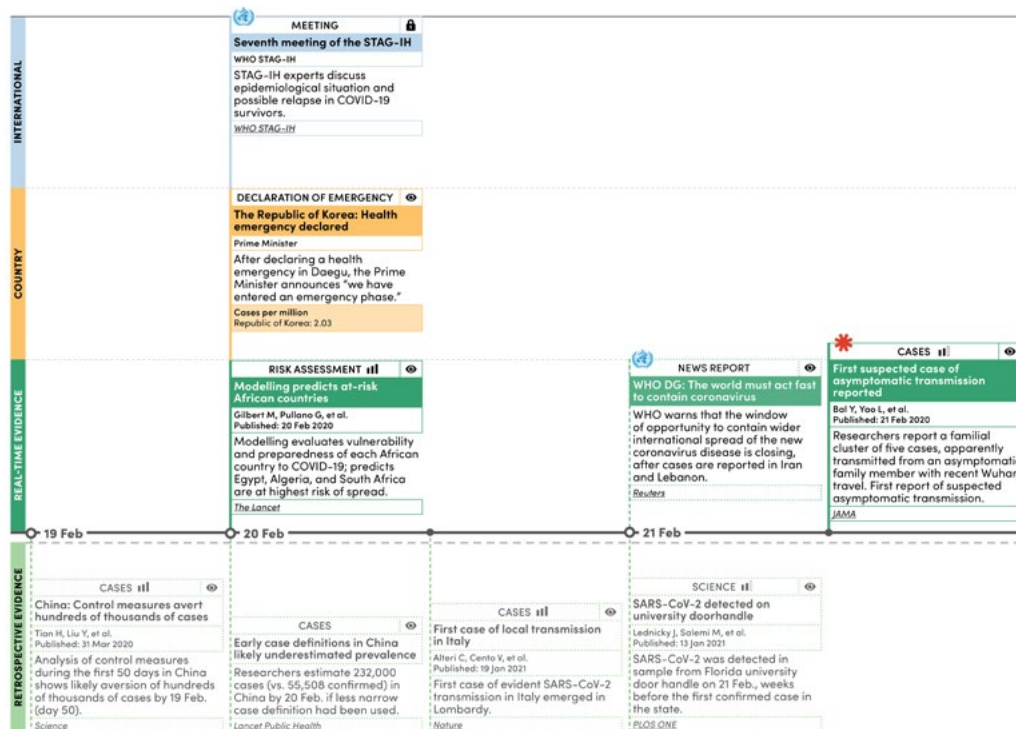 INTERNATIONAL
MEETING
Seventh meeting of the STAG-IH
WHO STAG-IH
STAG-IH experts discuss
epidemiological situation and
possible relapse in COVID-19
survivors.
WHO STAG-IH
COUNTRY
DECLARATION OF EMERGENCY
The Republic of Korea: Health
emergency declared
Prime Minister
After declaring a health
emergency in Daegu, the Prime
Minister announces “we have
entered an emergency phase.”
Cases per million
Republic of Korea: 2.03
REAL-TIME EVIDENCE
RISK ASSESSMENT
Modelling predicts at-risk
African countries
Gilbert M, Pullano G, et al.
Published: 20 Feb 2020
Modelling evaluates vulnerability
and preparedness of each African
country to COVID-19; predicts
Egypt, Algeria, and South Africa
are at highest risk of spread.
The Lancet
NEWS REPORT
WHO DG: The world must act fast
to contain coronavirus
WHO warns that the window
of opportunity to contain wider
international spread of the new
coronavirus disease is closing,
after cases are reported in Iran
and Lebanon.
Reuters
CASES
First suspected case of
asymptomatic transmission
reported
Bal Y, Yao L, et al.
Published: 21 Feb 2020
Researchers report a familial
cluster of five cases, apparently
transmitted from an asymptomatic
family member with recent Wuhan
travel. First report of suspected
asymptomatic transmission.
JAMA
19 Feb
20 Feb
21 Feb
RETROSPECTIVE EVIDENCE
CASES
China: Control measures avert
hundreds of thousands of cases
Tian H, Liu Y, et al.
Published: 31 Mar 2020
Analysis of control measures
during the first 50 days in China
shows likely aversion of hundreds
of thousands of cases by 19 Feb.
(day 50).
Science
CASES
Early case definitions in China
likely underestimated prevalence
Researchers estimate 232,000
cases (vs. 55,508 confirmed) in
China by 20 Feb. if less narrow
case definition had been used.
Lancet Public Health
CASES
First case of local transmission
in Italy
Alteri C, Cento V, et al.
Published: 19 Jan 2021
First case of evident SARS-CoV-2
transmission in Italy emerged in
Lombardy.
Nature
SCIENCE
SARS-CoV-2 detected on
university doorhandle
Lednicky J, Salemi M, et al.
Published: 13 Jan 2021
SARS-CoV-2 was detected in
sample from Florida university
door handle on 21 Feb., weeks
before the first confirmed case in
the state.
PLOS ONE